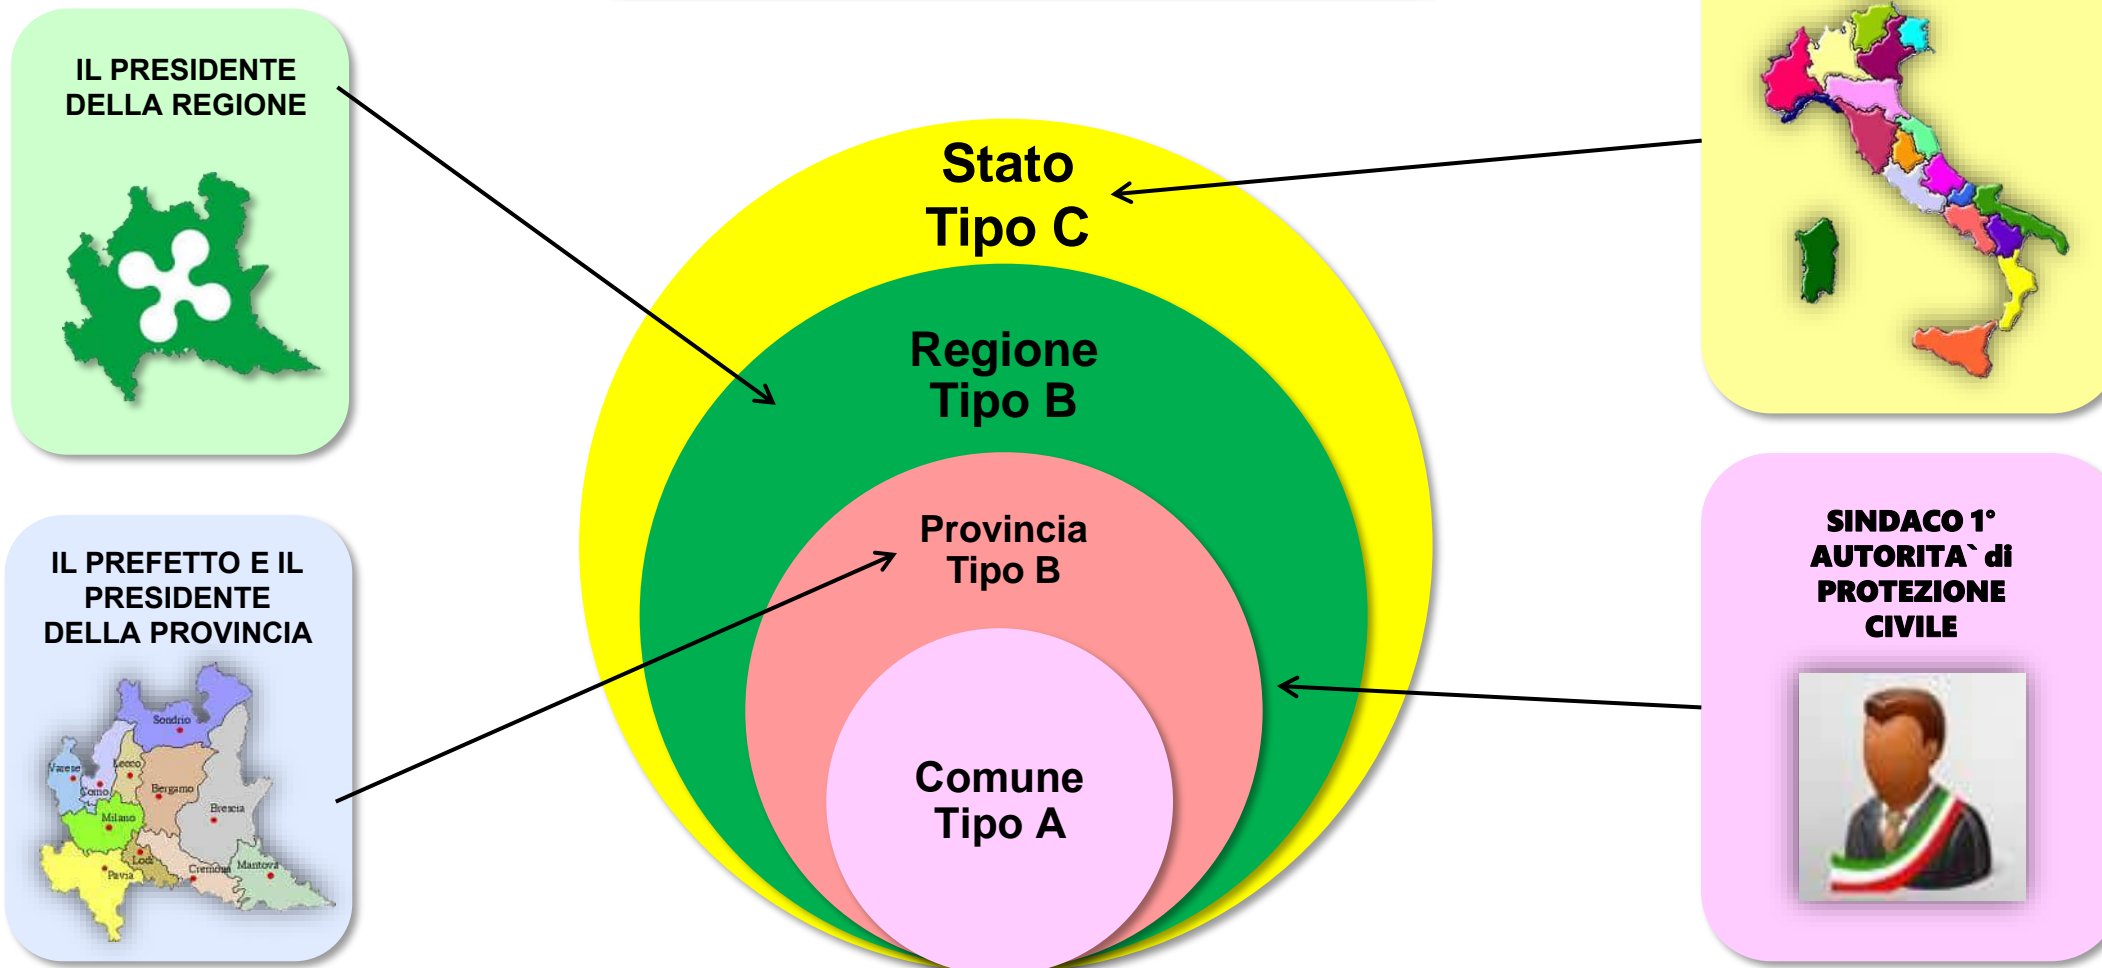 IL PRESIDENTE
DELLA REGIONE
Stato
Tipo C
Regione
Tipo B
Provincia
Tipo B
Comune
Tipo A
IL PREFETTO E IL
PRESIDENTE
DELLA PROVINCIA
Sondrio
Varese
Como
Lecco
Bergamo
Brescia
Milano
Lodi
Pavia
Cremona
Mantova
SINDACO 1°
AUTORITA` di
PROTEZIONE
CIVILE